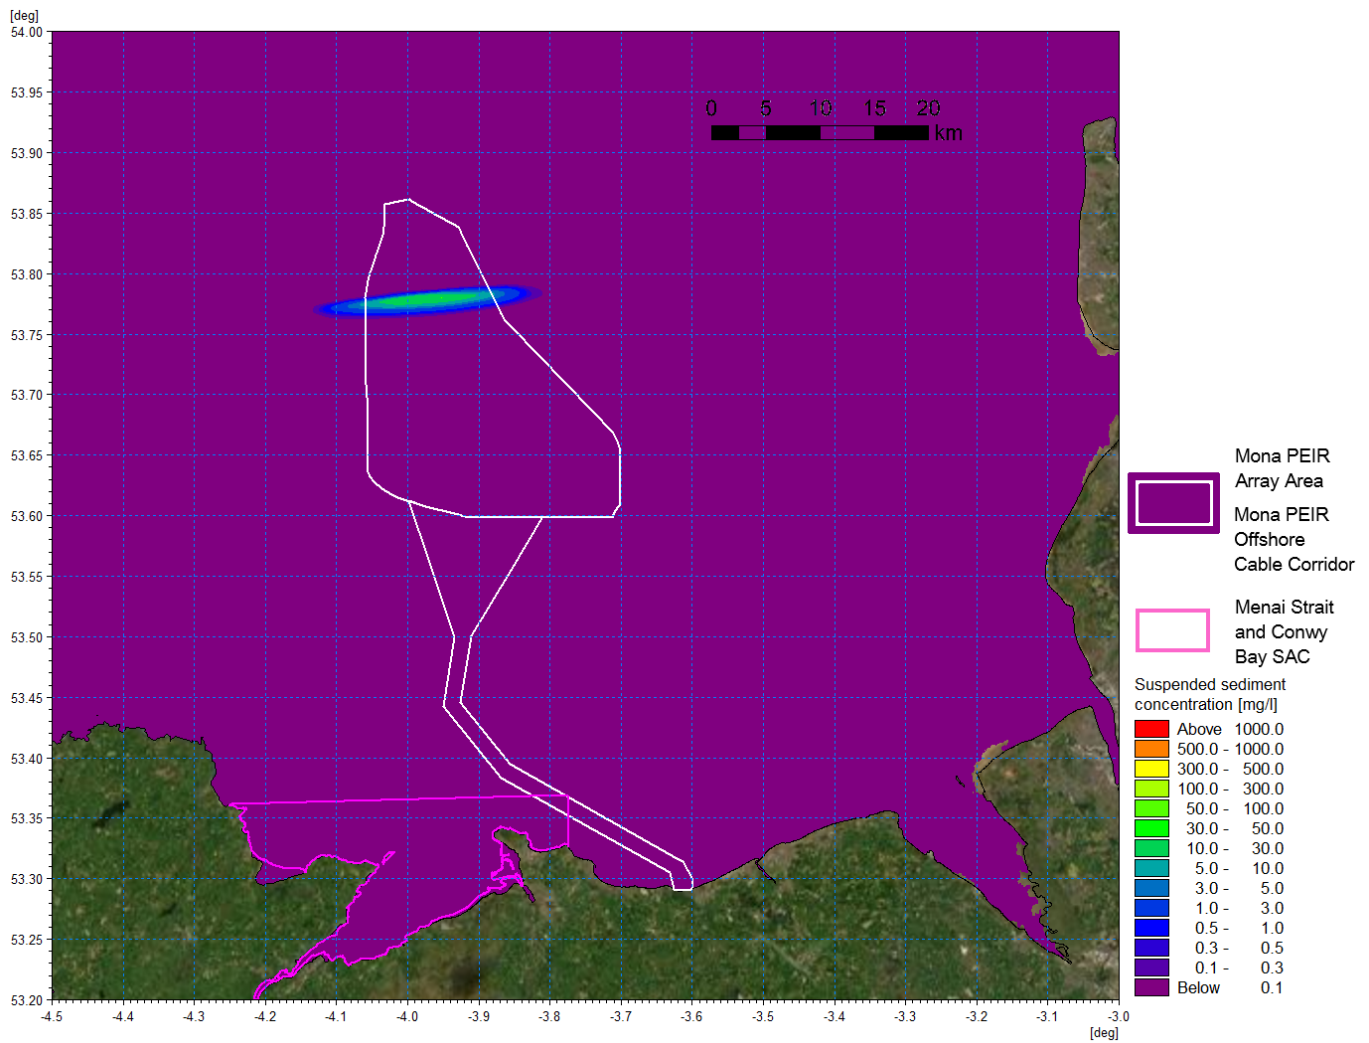 [deg]
54.00
53.95
53.90
53.85
53.80
53.75
53.70
53.65
53.60
53.55
53.50
53.45
53.40
53.35
53.30
53.25
53.20
0 5 10 15 20
km
-4.5 -4.4 -4.3 -4.2 -4.1 -4.0 -3.9 -3.8 -3.7 -3.6 -3.5 -3.4 -3.3 -3.2 -3.1 -3.0
[deg]
Mona PEIR
Array Area
Mona PEIR
Offshore
Cable Corridor
Menai Strait
and Conwy
Bay SAC
Suspended sediment
concentration [mg/l]
Above 1000.0
500.0 - 1000.0
300.0 - 500.0
100.0 - 300.0
50.0 - 100.0
30.0 - 50.0
10.0 - 30.0
5.0 - 10.0
3.0 - 5.0
1.0 - 3.0
0.5 - 1.0
0.3 - 0.5
0.1 - 0.3
Below 0.1